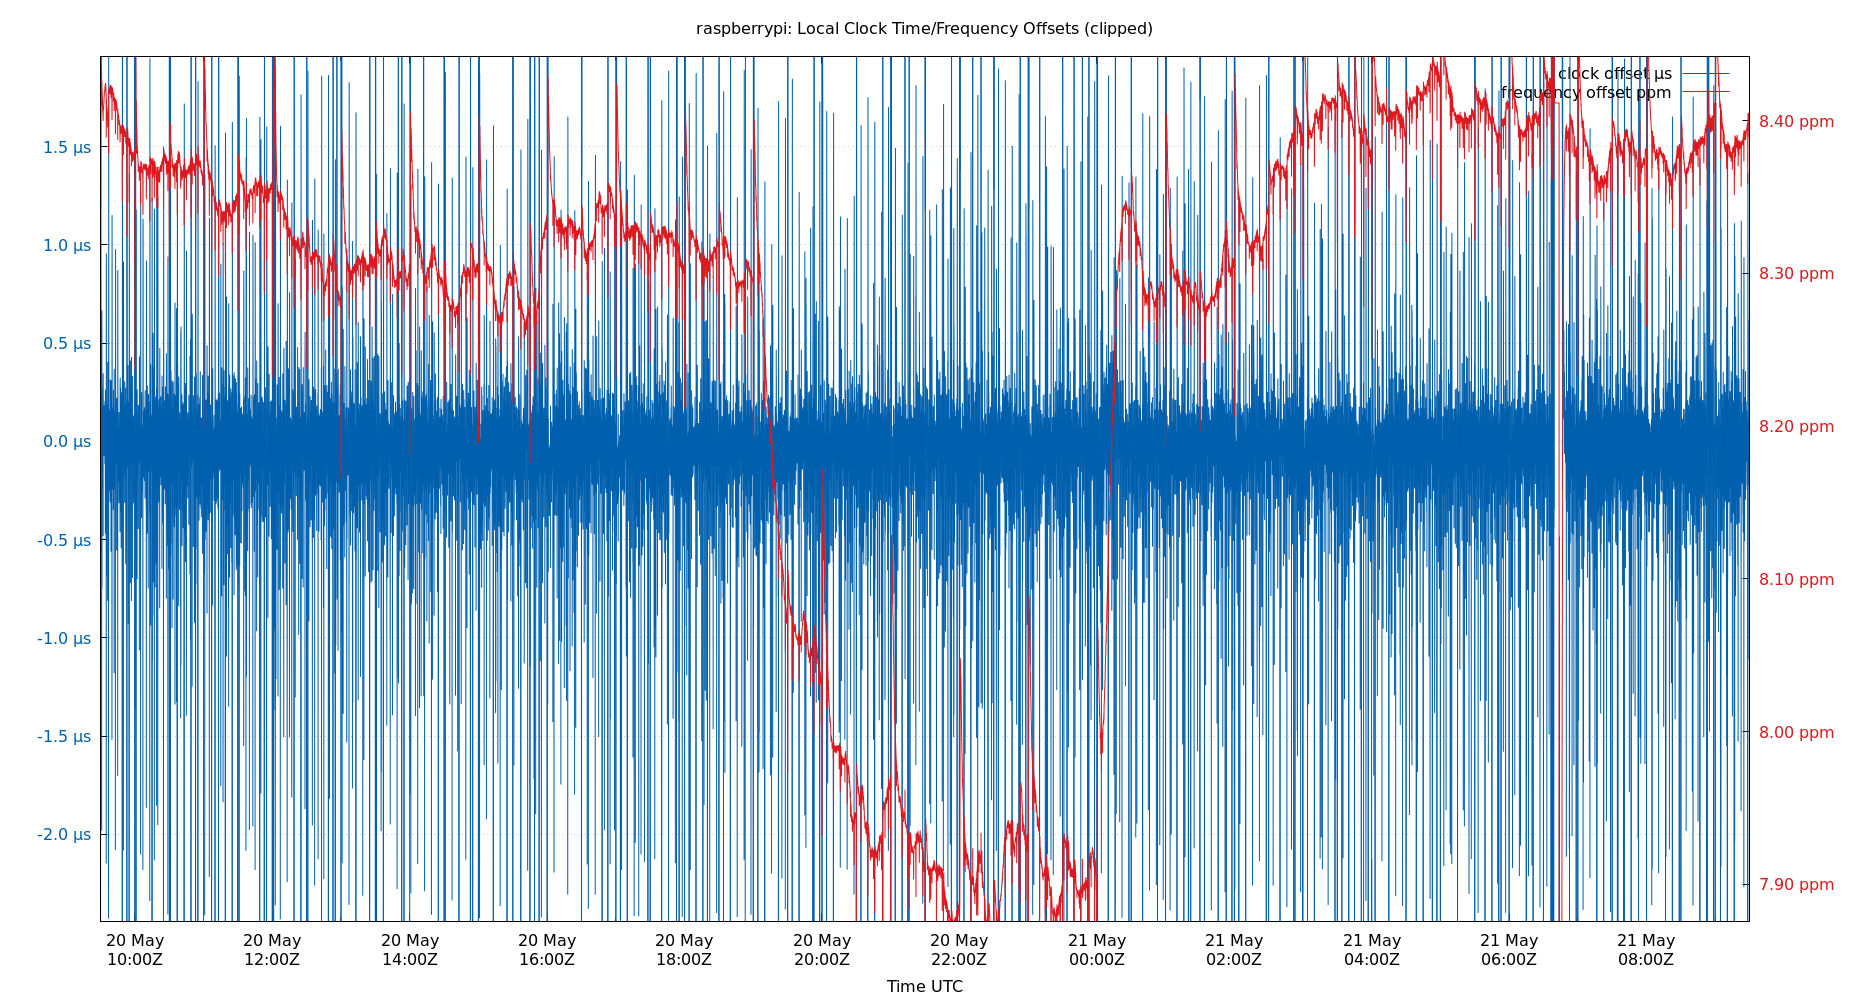 raspberrypi: Local Clock Time/Frequency Offsets (clipped)
clock offset µs
frequency offset ppm
1.5 µs
1.0 µs
0.5 µs
0.0 µs
-0.5 µs
-1.0 µs
-1.5 µs
-2.0 µs
8.40 ppm
8.30 ppm
8.20 ppm
8.10 ppm
8.00 ppm
7.90 ppm
20 May 20 May 20 May 20 May 20 May 20 May 20 May 21 May 21 May 21 May 21 May 21 May
10:00Z 12:00Z 14:00Z 16:00Z 18:00Z 20:00Z 22:00Z 00:00Z 02:00Z 04:00Z 06:00Z 08:00Z
Time UTC